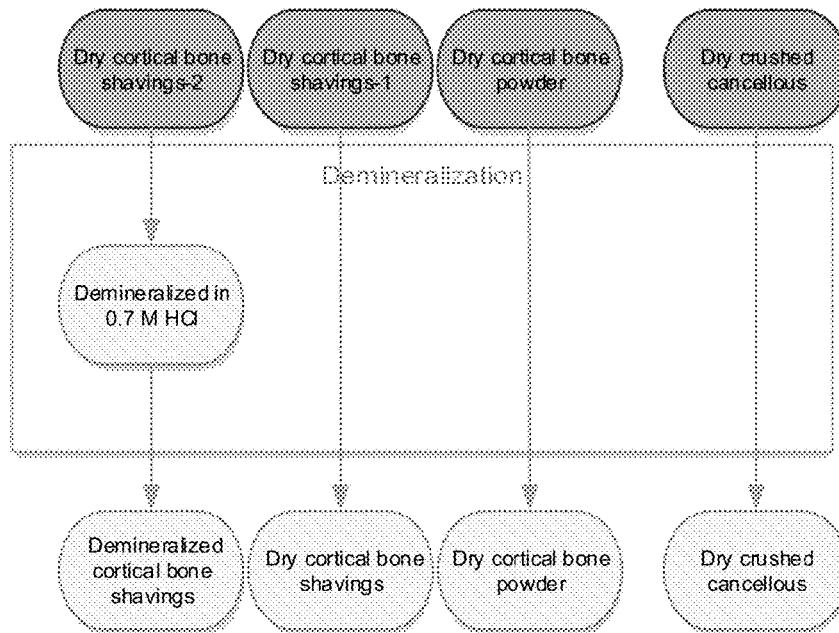 Dry cortical bone
shavings-2
Dry cortical bone
shavings-1
Dry cortical bone
powder
Dry crushed
cancellous
Demineralization
Demineralized in
0.7 M HCl
Demineralized
cortical bone
shavings
Dry cortical bone
shavings
Dry cortical bone
powder
Dry crushed
cancellous